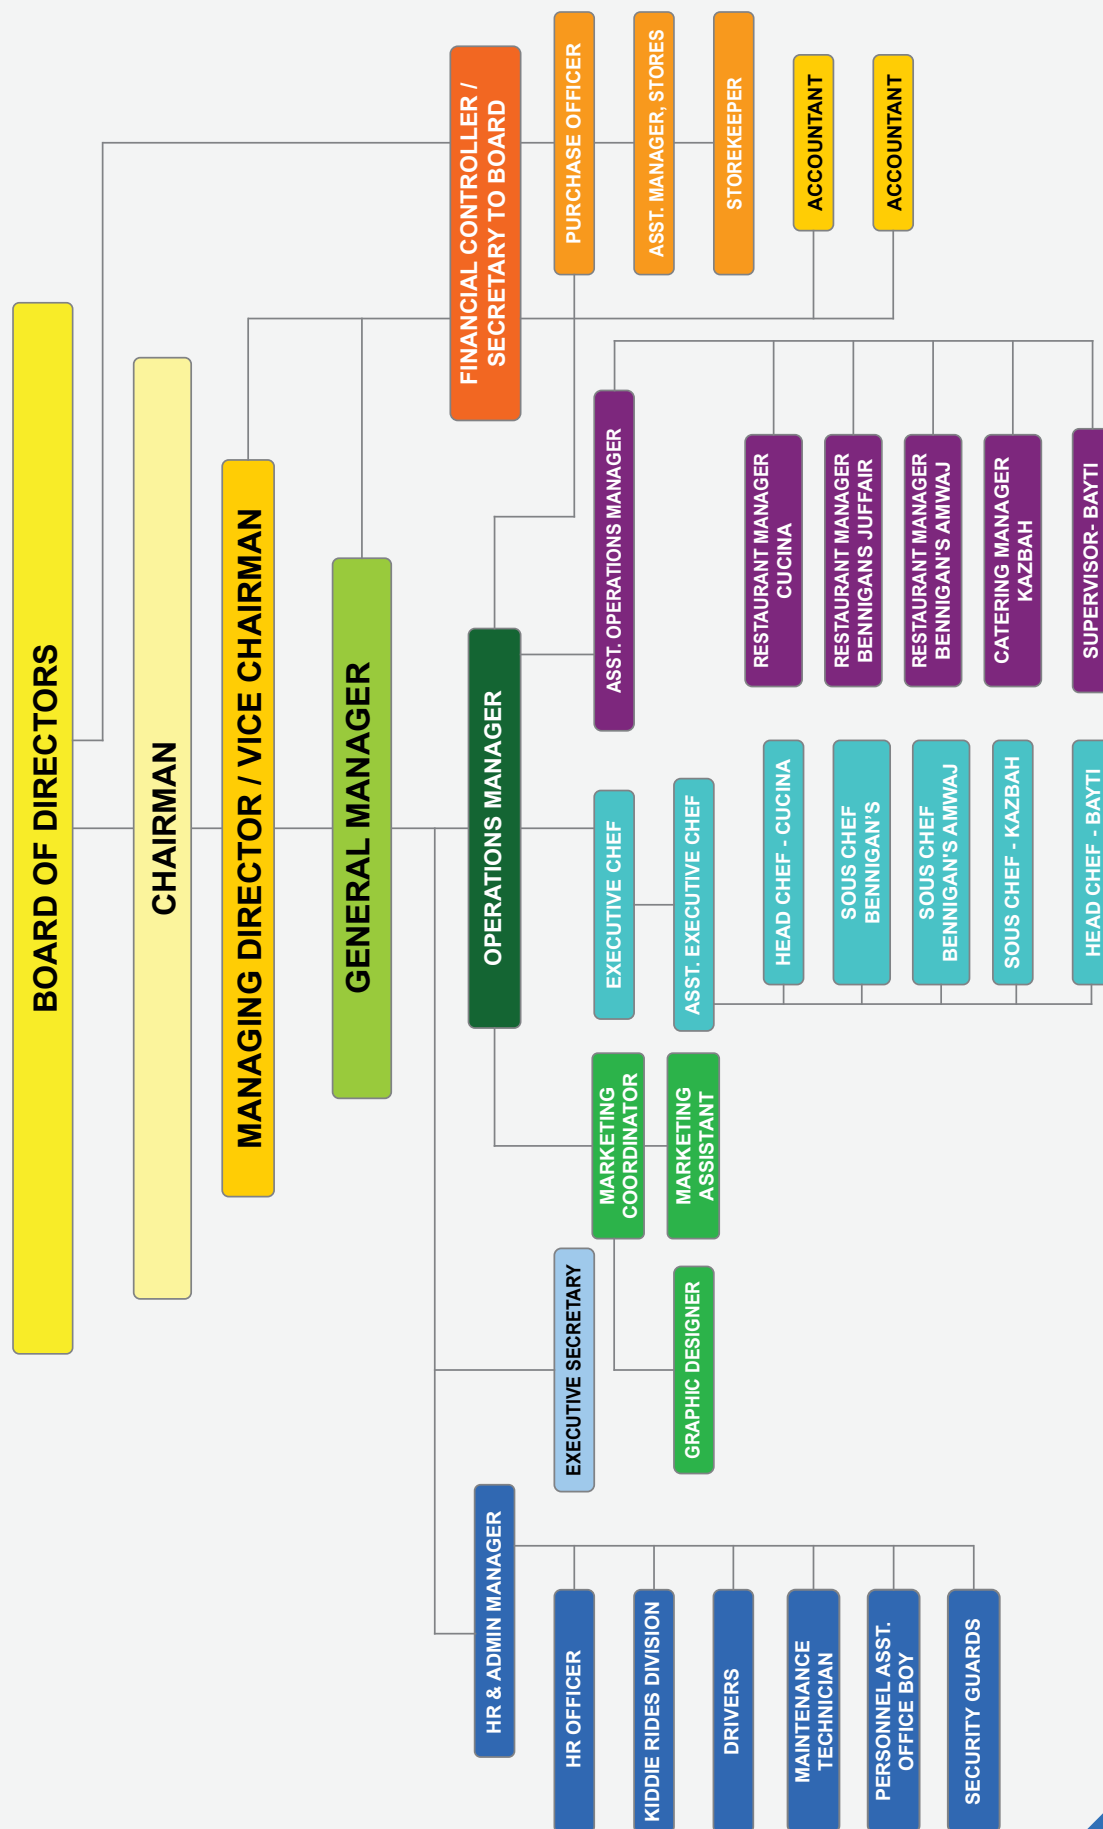 BOARD OF DIRECTORS
CHAIRMAN
MANAGING DIRECTOR / VICE CHAIRMAN
GENERAL MANAGER
HR & ADMIN MANAGER
HR OFFICER
KIDDIE RIDES DIVISION
DRIVERS
MAINTENANCE
TECHNICIAN
PERSONNEL ASST.
OFFICE BOY
SECURITY GUARDS
EXECUTIVE SECRETARY
OPERATIONS MANAGER
MARKETING
COORDINATOR
MARKETING
ASSISTANT
GRAPHIC DESIGNER
EXECUTIVE CHEF
ASST. EXECUTIVE CHEF
HEAD CHEF - CUCINA
SOUS CHEF
BENNIGAN’S
SOUS CHEF
BENNIGAN'S AMWAJ
SOUS CHEF - KAZBAH
HEAD CHEF - BAYTI
ASST. OPERATIONS MANAGER
RESTAURANT MANAGER
CUCINA
RESTAURANT MANAGER
BENNIGANS JUFFAIR
RESTAURANT MANAGER
BENNIGAN'S AMWAJ
CATERING MANAGER
KAZBAH
SUPERVISOR- BAYTI
FINANCIAL CONTROLLER /
SECRETARY TO BOARD
PURCHASE OFFICER
ASST. MANAGER, STORES
STOREKEEPER
ACCOUNTANT
ACCOUNTANT